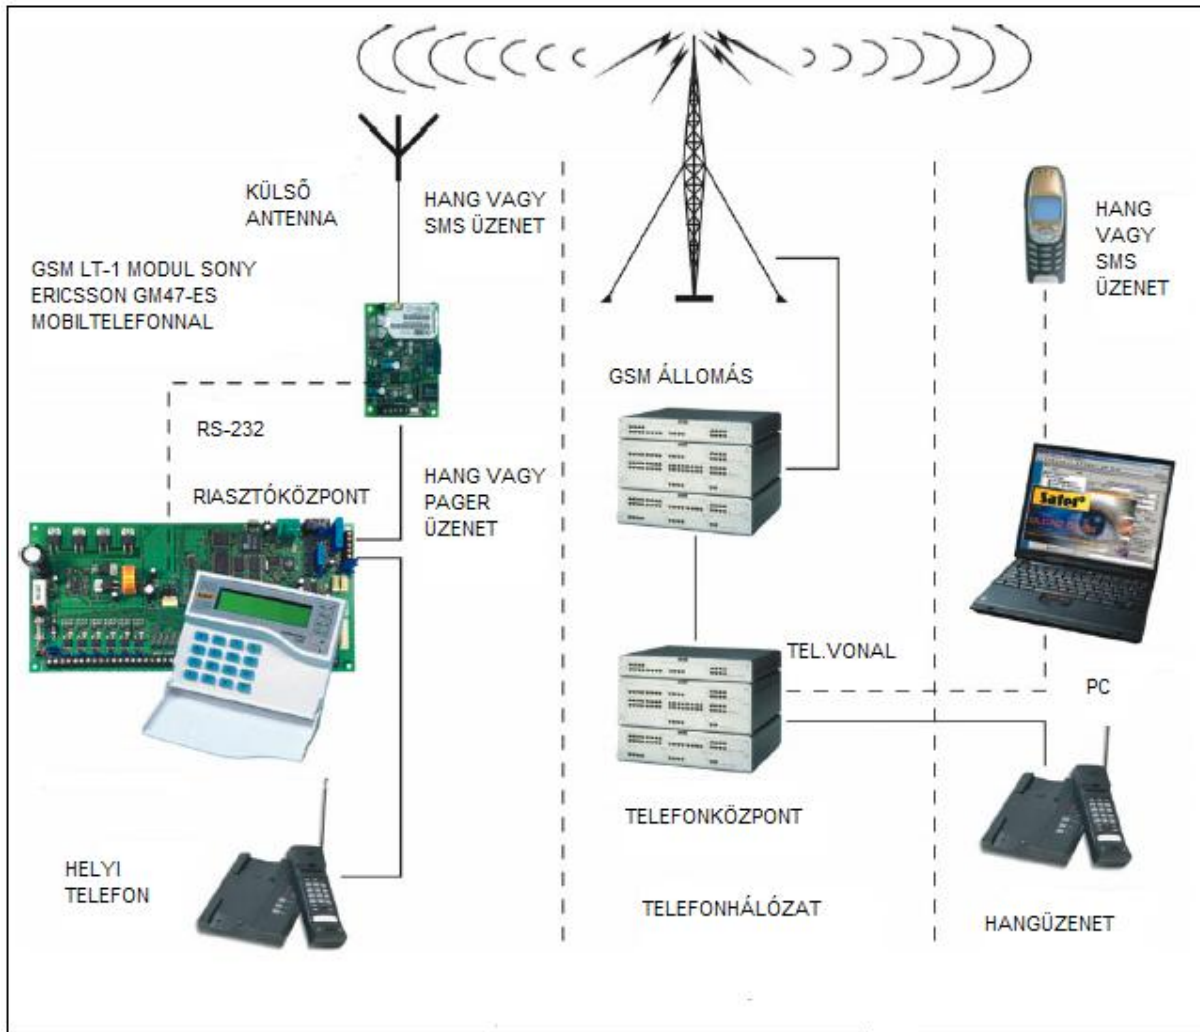 KÜLSŐ
ANTENNA
HANG VAGY
SMS ÜZENET
GSM LT-1 MODUL SONY
ERICSSON GM47-ES
MOBILTELEFONNAL
RS-232
RIASZTÓKÖZPONT
HANG VAGY
PAGER
ÜZENET
HELYI
TELEFON
GSM ÁLLOMÁS
TEL.VONAL
TELEFONKÖZPONT
TELEFONHÁLÓZAT
HANG
VAGY
SMS
ÜZENET
Satel
PC
HANGÜZENET